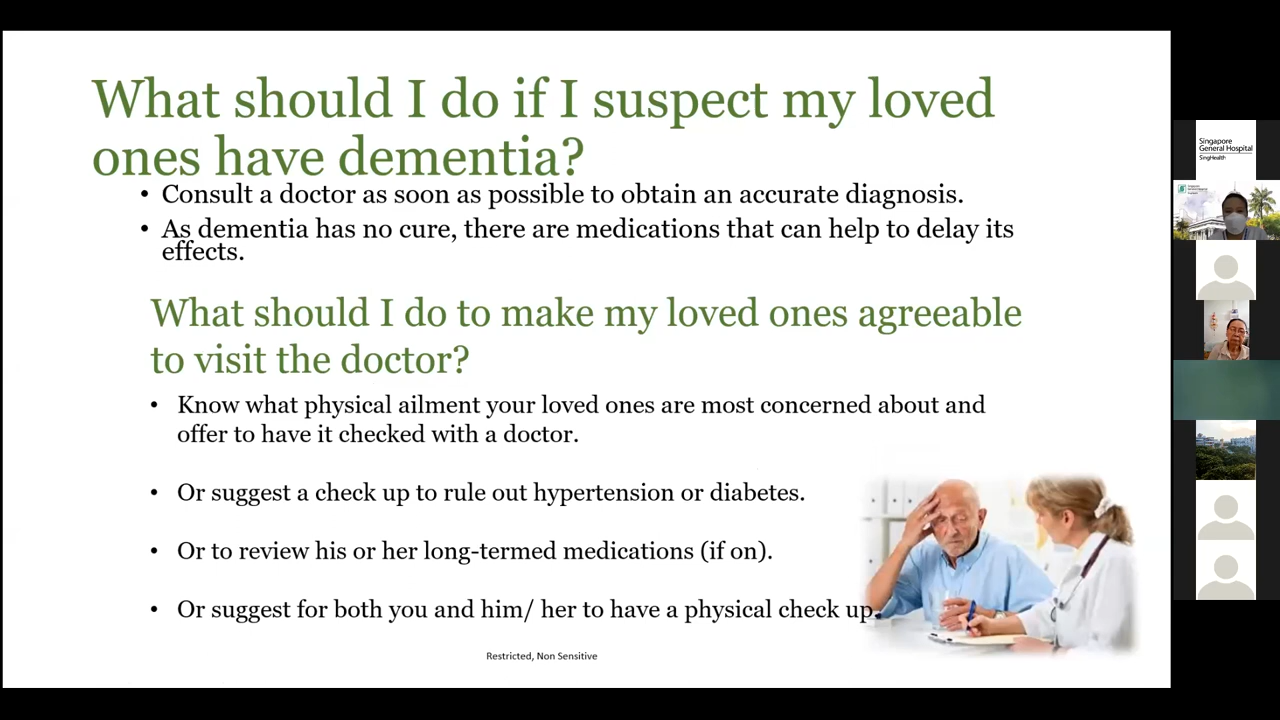 What should I do if I suspect my loved
ones have dementia?
• Consult a doctor as soon as possible to obtain an accurate diagnosis.
• As dementia has no cure, there are medications that can help to delay its
effects.
What should I do to make my loved ones agreeable
to visit the doctor?
• Know what physical ailment your loved ones are most concerned about and
offer to have it checked with a doctor.
• Or suggest a check up to rule out hypertension or diabetes.
• Or to review his or her long-termed medications (if on).
• Or suggest for both you and him/ her to have a physical check up.
Restricted, Non Sensitive
Singapore
General Hospital
SingHealth